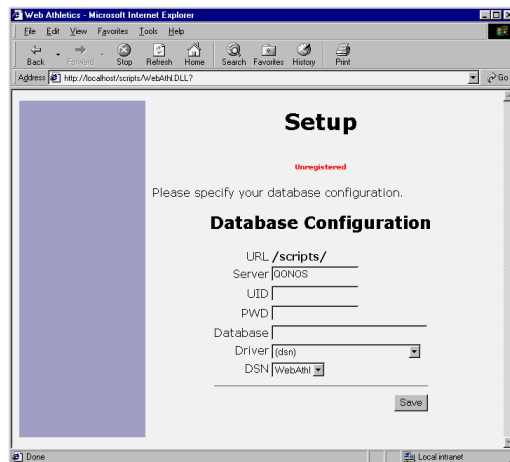 Web Athletics - Microsoft Internet Explorer
File Edit View Favorites Tools Help
Back Forward Stop Refresh Home Search Favorites History Print
Address http://localhost/scripts/WebAthl.DLL? Go
Setup
Unregistered
Please specify your database configuration.
Database Configuration
URL /scripts/
Server QONOS
UID
PWD
Database
Driver (dsn)
DSN WebAthl
Save
Done Local intranet